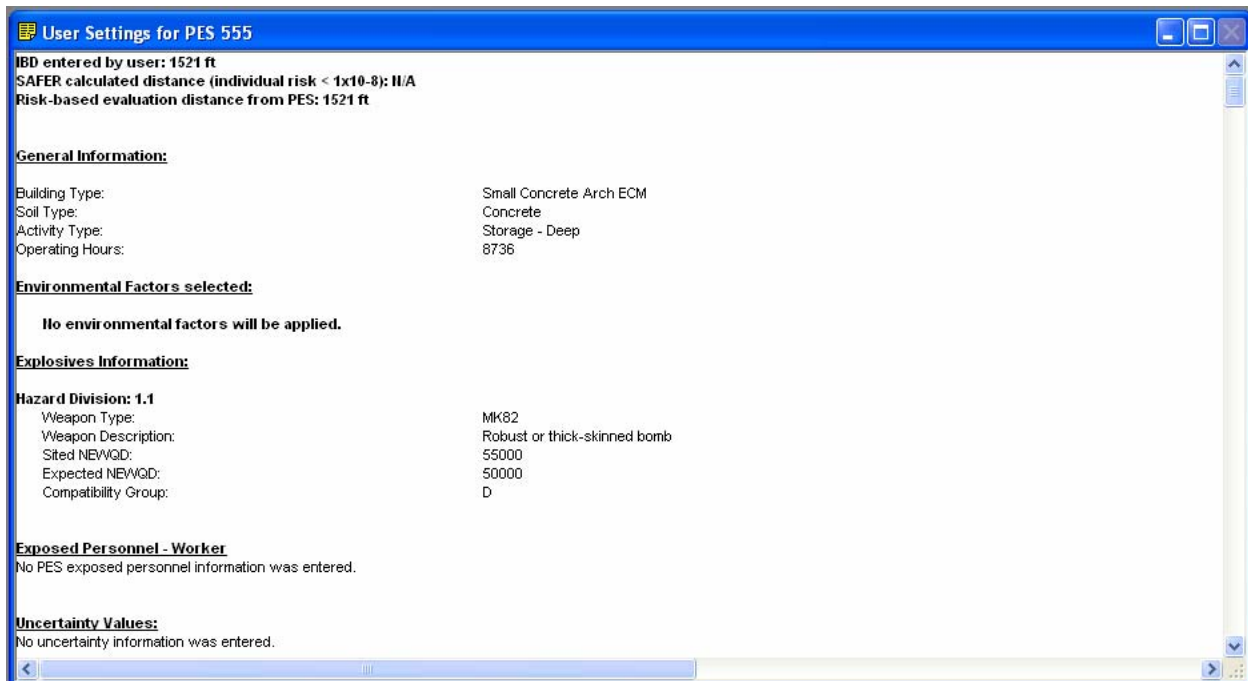 User Settings for PES 555
IBD entered by user: 1521 ft
SAFER calculated distance (individual risk < 1x10-8): N/A
Risk-based evaluation distance from PES: 1521 ft
General Information:
Building Type: Small Concrete Arch ECM
Soil Type: Concrete
Activity Type: Storage - Deep
Operating Hours: 8736
Environmental Factors selected:
No environmental factors will be applied.
Explosives Information:
Hazard Division: 1.1
Weapon Type: MK82
Weapon Description: Robust or thick-skinned bomb
Sited NEWQD: 55000
Expected NEWQD: 50000
Compatibility Group: D
Exposed Personnel - Worker
No PES exposed personnel information was entered.
Uncertainty Values:
No uncertainty information was entered.